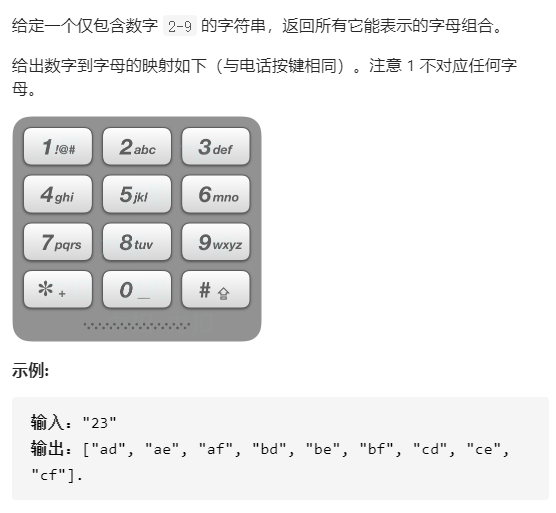 给定一个仅包含数字 2-9 的字符串，返回所有它能表示的字母组合。
给出数字到字母的映射如下（与电话按键相同）。注意 1 不对应任何字
母。
1 !@# 2 abc 3 def
4 ghi 5 jkl 6 mno
7 pqrs 8 tuv 9 wxyz
* + 0 _ # ⇧
示例:
输入："23"
输出：["ad", "ae", "af", "bd", "be", "bf", "cd", "ce",
"cf"].